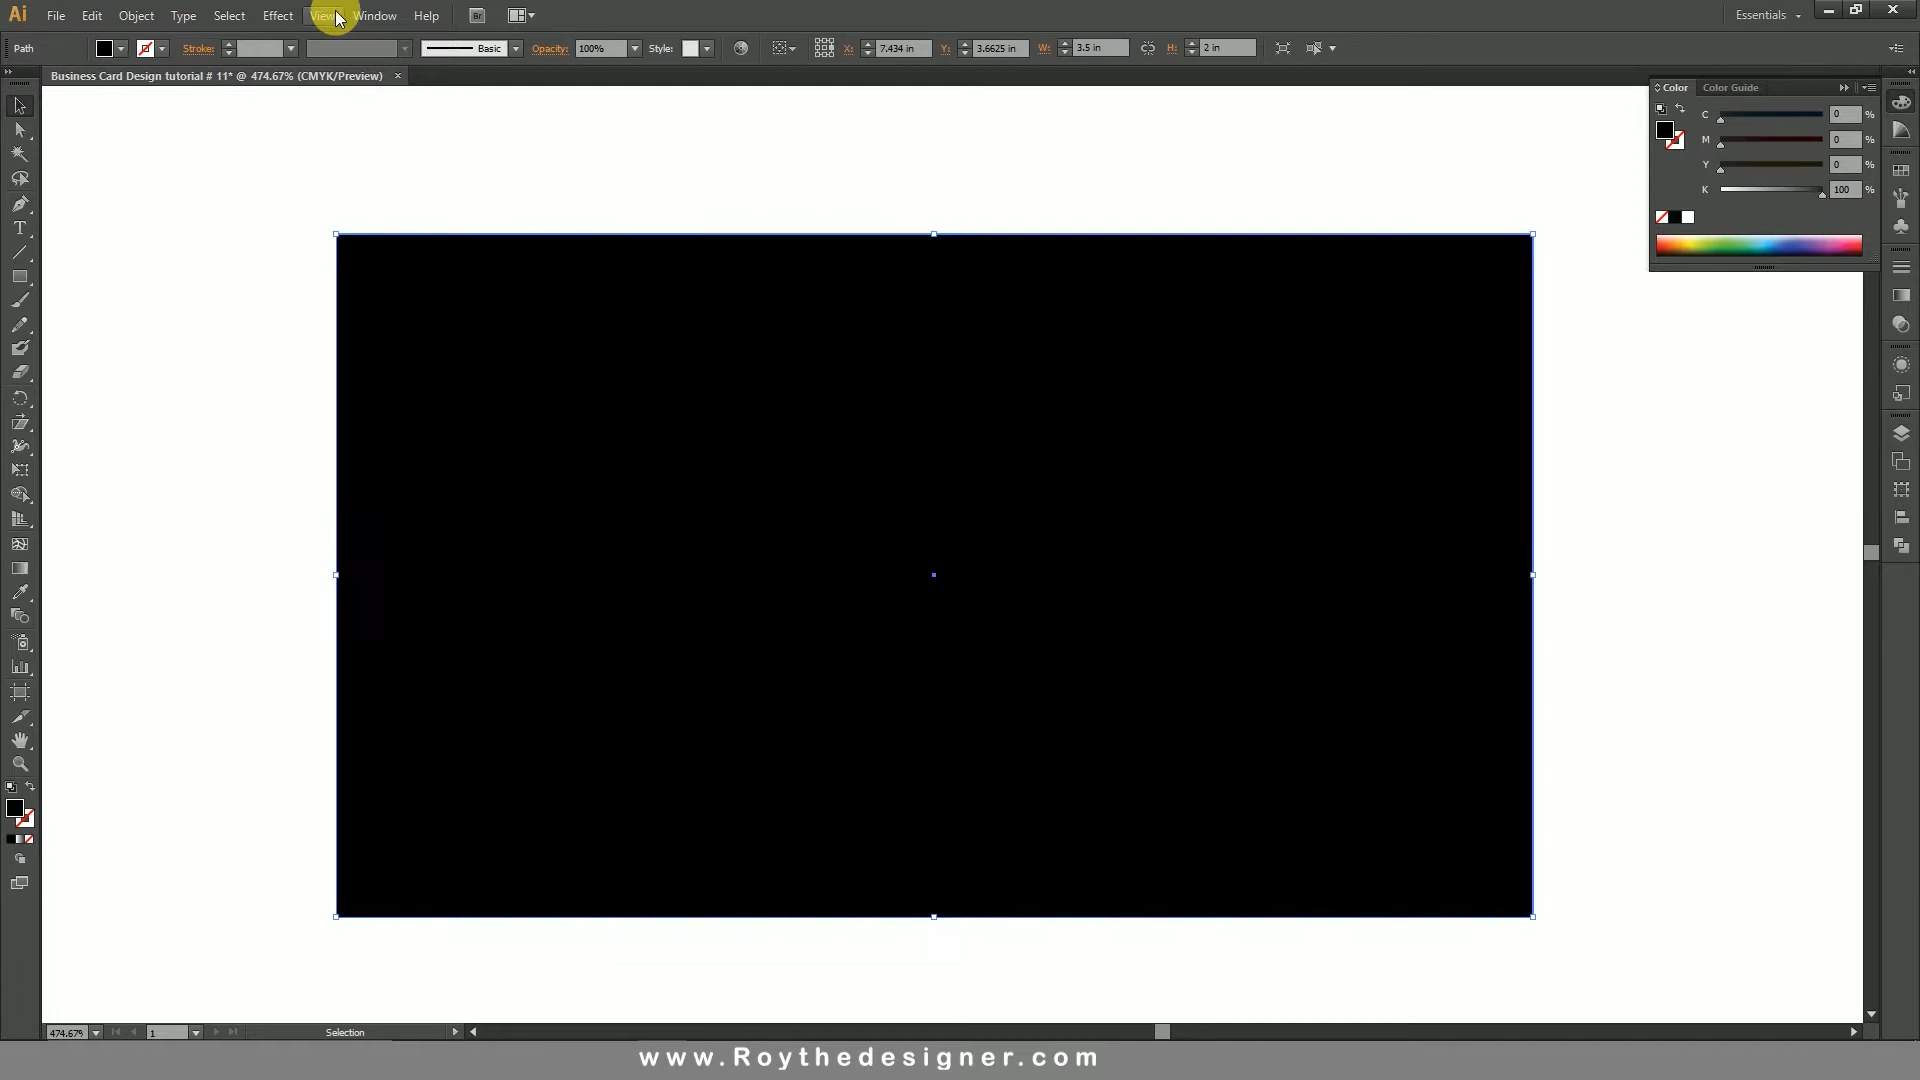 Ai File Edit Object Type Select Effect View Window Help Br Essentials
Path Stroke: Basic Opacity: 100% Style: X: 7.434 in Y: 3.6625 in W: 3.5 in H: 2 in
Business Card Design tutorial # 11* @ 474.67% (CMYK/Preview)
Color Color Guide
C 0 %
M 0 %
Y 0 %
K 100 %
474.67% 1 Selection
www.Roythedesigner.com